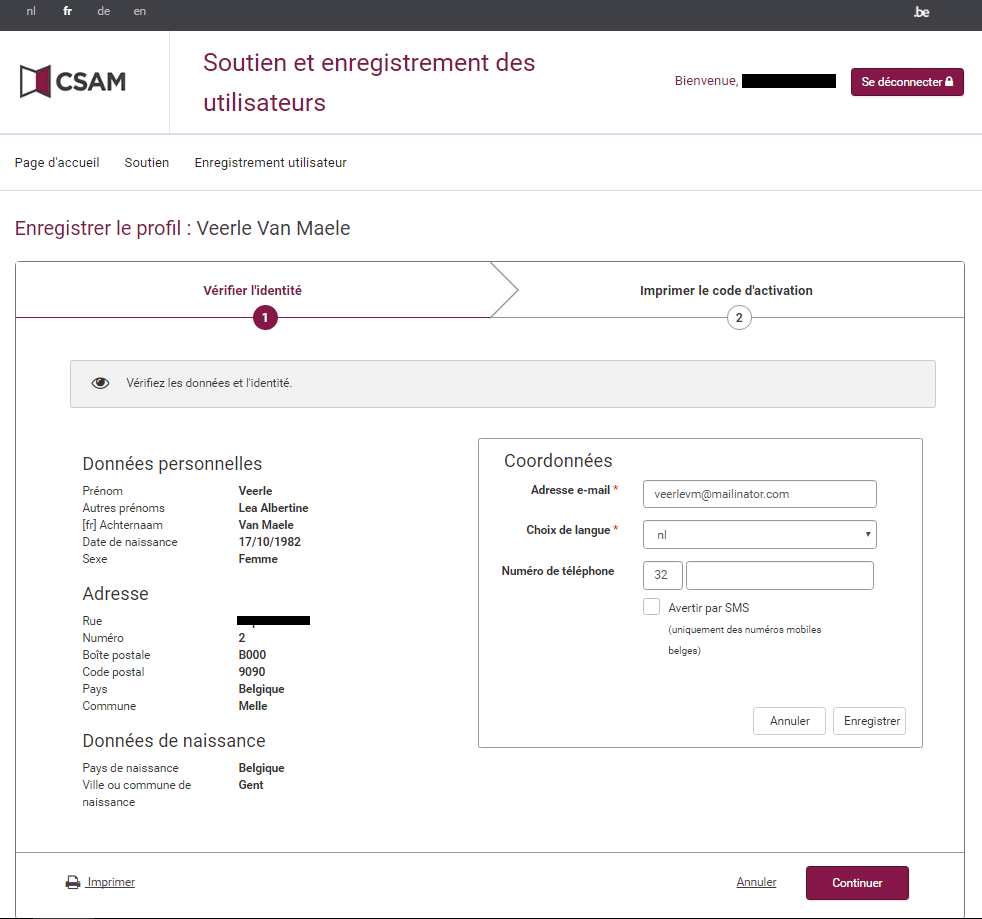 nl fr de en .be
CSAM
Soutien et enregistrement des
utilisateurs
Bienvenue,
Se déconnecter
Page d'accueil Soutien Enregistrement utilisateur
Enregistrer le profil : Veerle Van Maele
Vérifier l'identité
1
Imprimer le code d'activation
2
Vérifiez les données et l'identité.
Données personnelles
Prénom Veerle
Autres prénoms Lea Albertine
[fr] Achternaam Van Maele
Date de naissance 17/10/1982
Sexe Femme
Adresse
Rue
Numéro 2
Boîte postale B000
Code postal 9090
Pays Belgique
Commune Melle
Données de naissance
Pays de naissance Belgique
Ville ou commune de Gent
naissance
Coordonnées
Adresse e-mail * veerlevm@mailinator.com
Choix de langue * nl
Numéro de téléphone 32
Avertir par SMS
(uniquement des numéros mobiles
belges)
Annuler Enregistrer
Imprimer Annuler Continuer